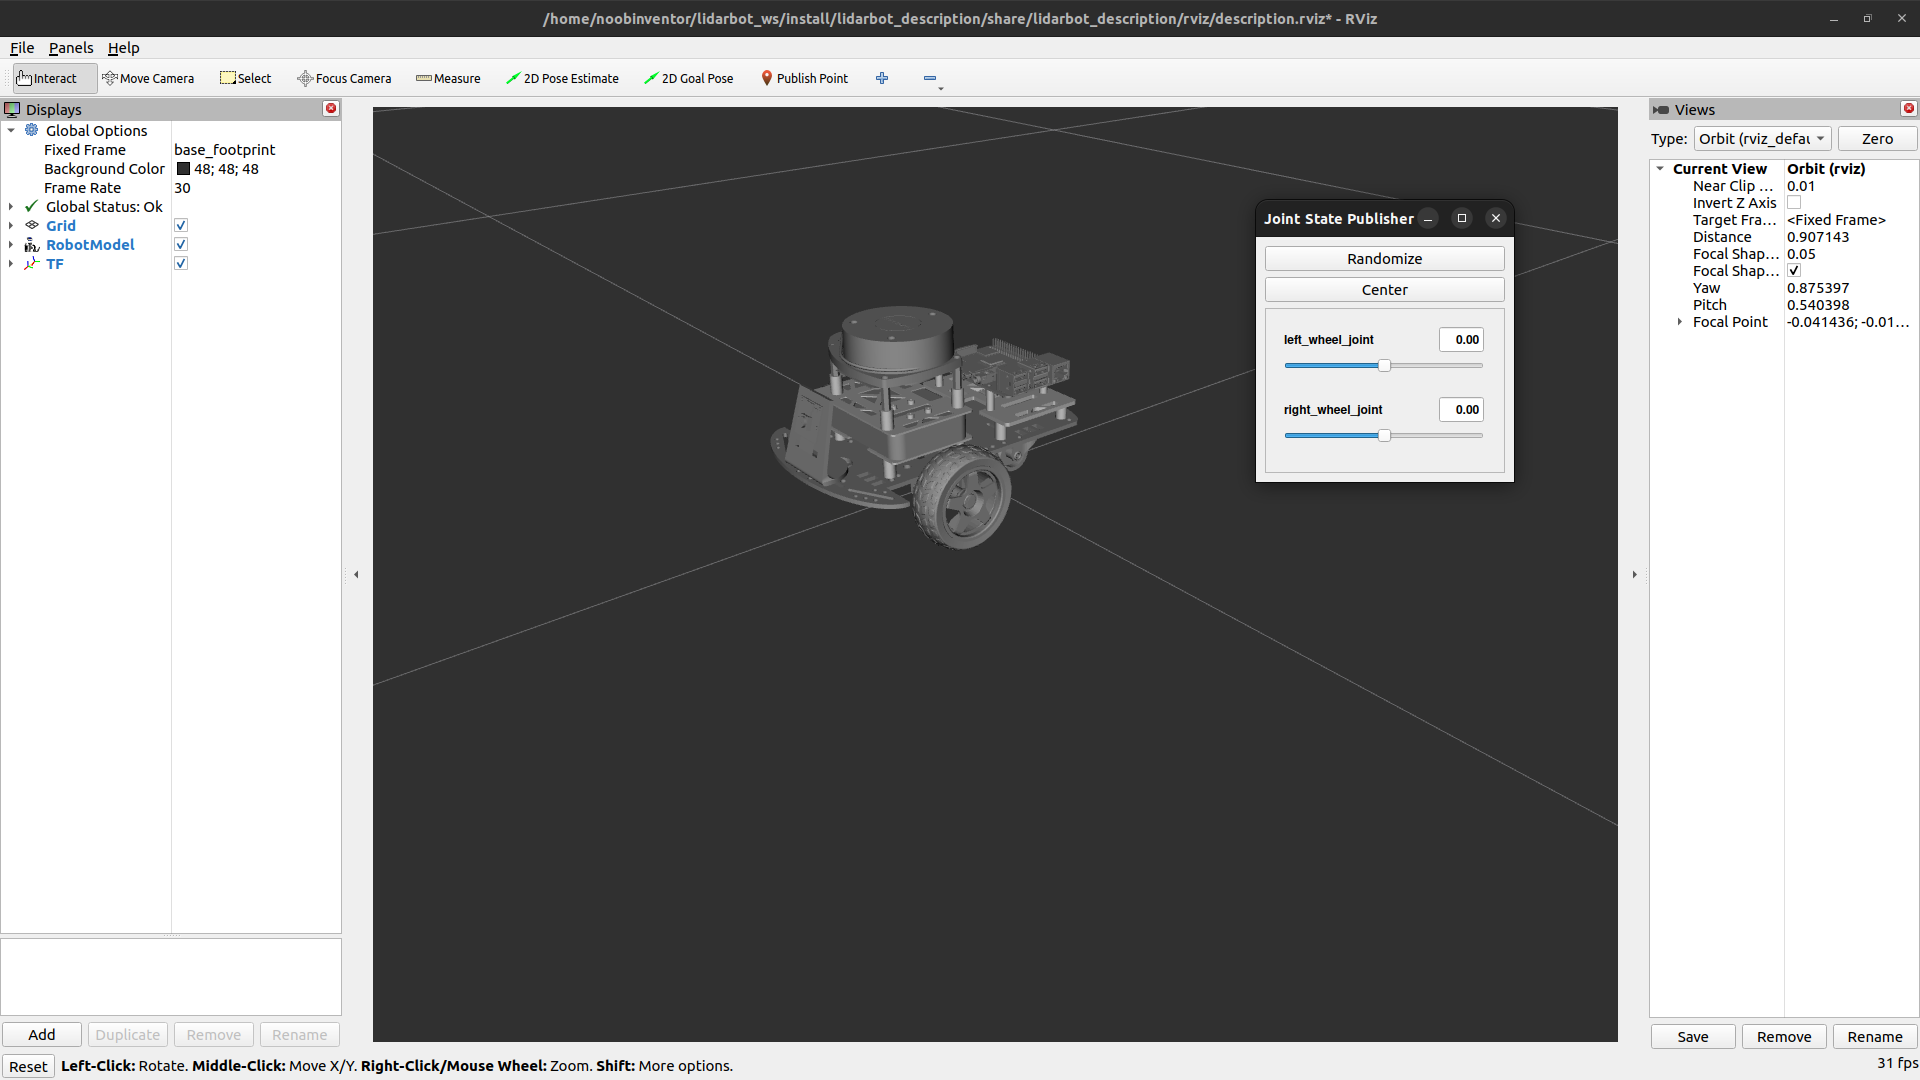 /home/noobinventor/lidarbot_ws/install/lidarbot_description/share/lidarbot_description/rviz/description.rviz* - RViz
File Panels Help
Interact Move Camera Select Focus Camera Measure 2D Pose Estimate 2D Goal Pose Publish Point
Displays
Global Options
Fixed Frame base_footprint
Background Color 48; 48; 48
Frame Rate 30
Global Status: Ok
Grid
RobotModel
TF
Add Duplicate Remove Rename
Reset Left-Click: Rotate. Middle-Click: Move X/Y. Right-Click/Mouse Wheel: Zoom. Shift: More options.
Joint State Publisher
Randomize
Center
left_wheel_joint 0.00
right_wheel_joint 0.00
Views
Type: Orbit (rviz_defau Zero
Current View Orbit (rviz)
Near Clip ... 0.01
Invert Z Axis
Target Fra... <Fixed Frame>
Distance 0.907143
Focal Shap... 0.05
Focal Shap...
Yaw 0.875397
Pitch 0.540398
Focal Point -0.041436; -0.01...
Save Remove Rename
31 fps